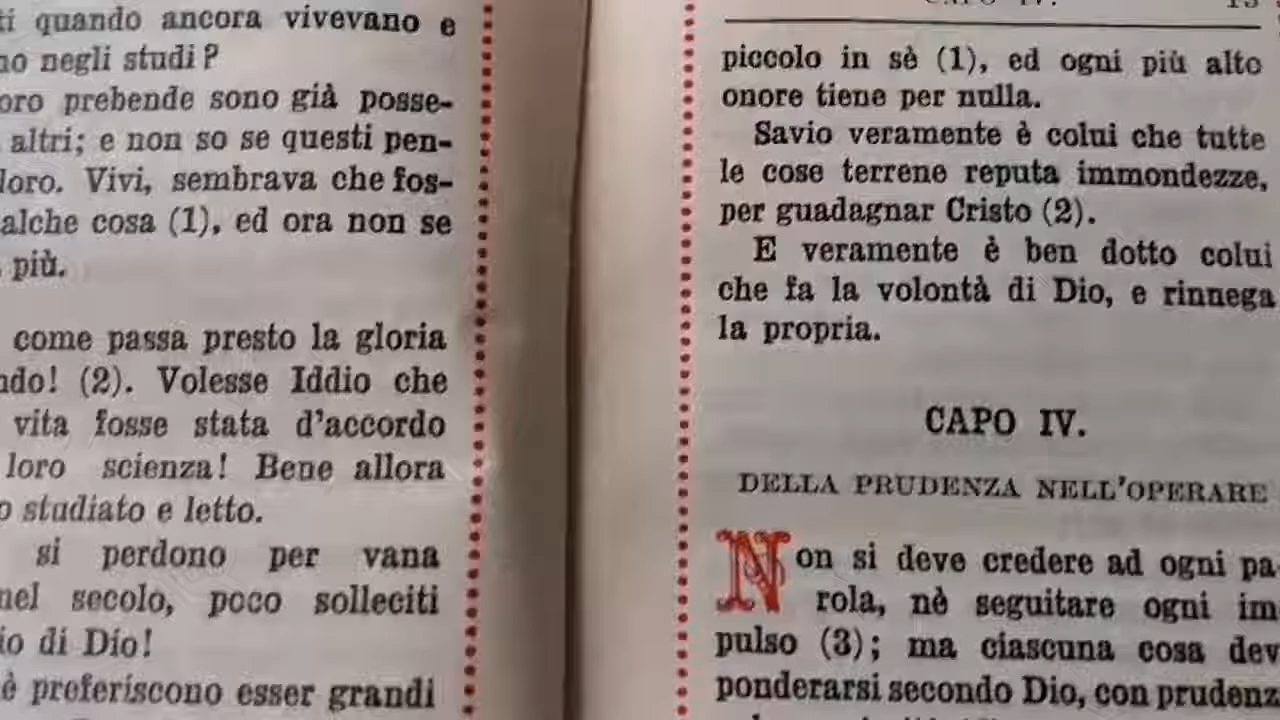 quando ancora vivevano e
negli studi?
prebende sono già posse-
altri; e non so se questi pen-
loro. Vivi, sembrava che fos-
cosa (1), ed ora non se
più.
come passa presto la gloria
(2). Volesse Iddio che
vita fosse stata d'accordo
loro scienza! Bene allora
studiato e letto.
si perdono per vana
nel secolo, poco solleciti
di Dio!
è preferiscono esser grandi
CAPO IV.
piccolo in sè (1), ed ogni più alto
onore tiene per nulla.
Savio veramente è colui che tutte
le cose terrene reputa immondezze,
per guadagnar Cristo (2).
E veramente è ben dotto colui
che fa la volontà di Dio, e rinnega
la propria.
CAPO IV.
DELLA PRUDENZA NELL'OPERARE
Non si deve credere ad ogni pa
rola, nè seguitare ogni im
pulso (3); ma ciascuna cosa dev
ponderarsi secondo Dio, con prudenz